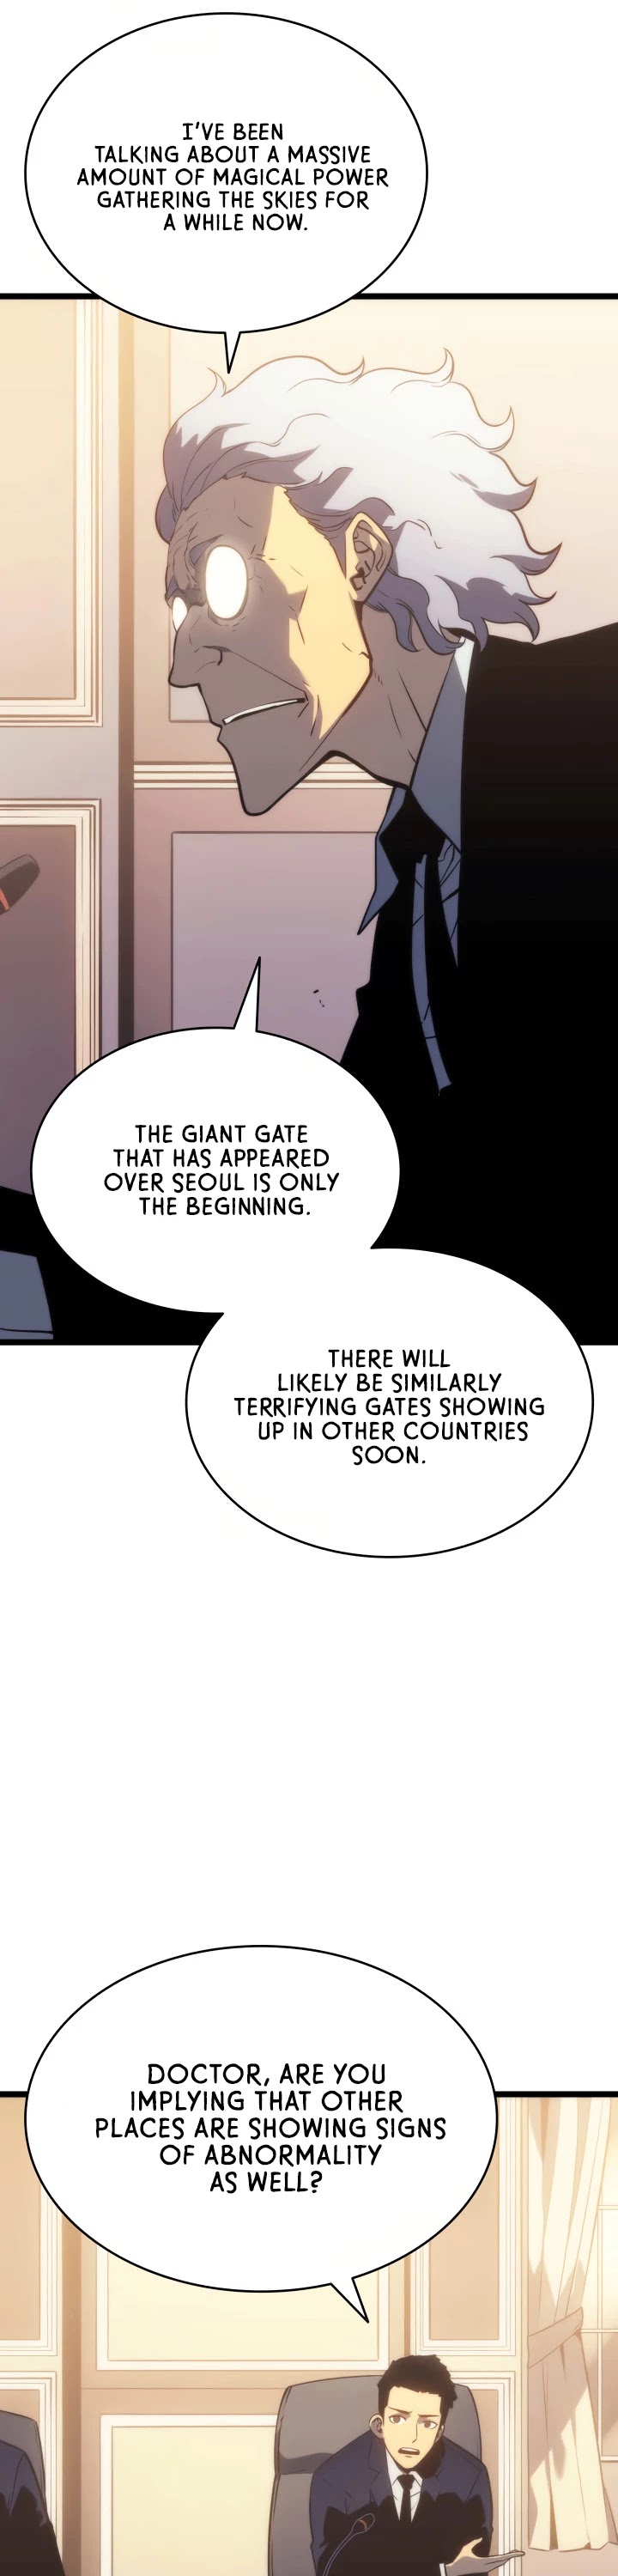 I'VE BEEN
TALKING ABOUT A MASSIVE
AMOUNT OF MAGICAL POWER
GATHERING THE SKIES FOR
A WHILE NOW.
THE GIANT GATE
THAT HAS APPEARED
OVER SEOUL IS ONLY
THE BEGINNING.
THERE WILL
LIKELY BE SIMILARLY
TERRIFYING GATES SHOWING
UP IN OTHER COUNTRIES
SOON.
DOCTOR, ARE YOU
IMPLYING THAT OTHER
PLACES ARE SHOWING SIGNS
OF ABNORMALITY
AS WELL?